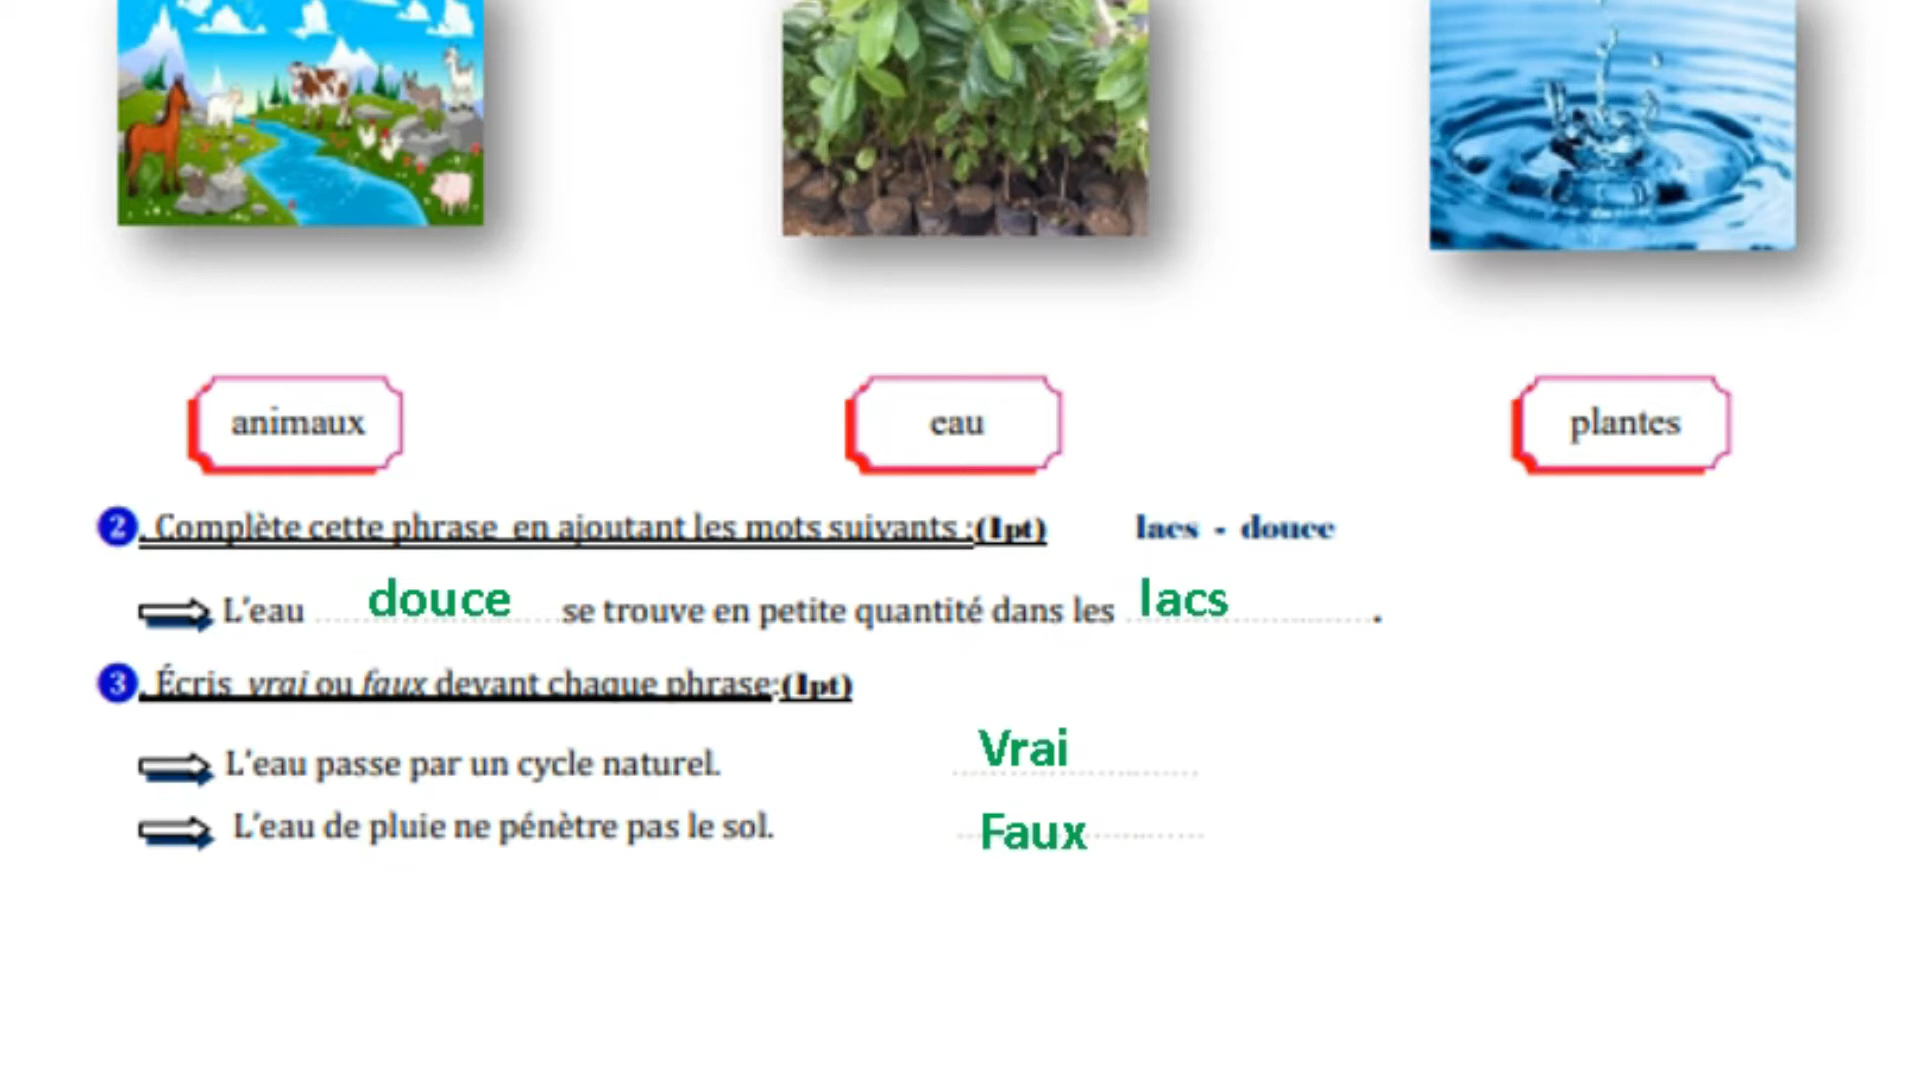 animaux eau plantes
2. Complète cette phrase en ajoutant les mots suivants :(1pt) lacs - douce
L'eau douce se trouve en petite quantité dans les lacs .
3. Écris vrai ou faux devant chaque phrase:(1pt)
L'eau passe par un cycle naturel. Vrai
L'eau de pluie ne pénètre pas le sol. Faux